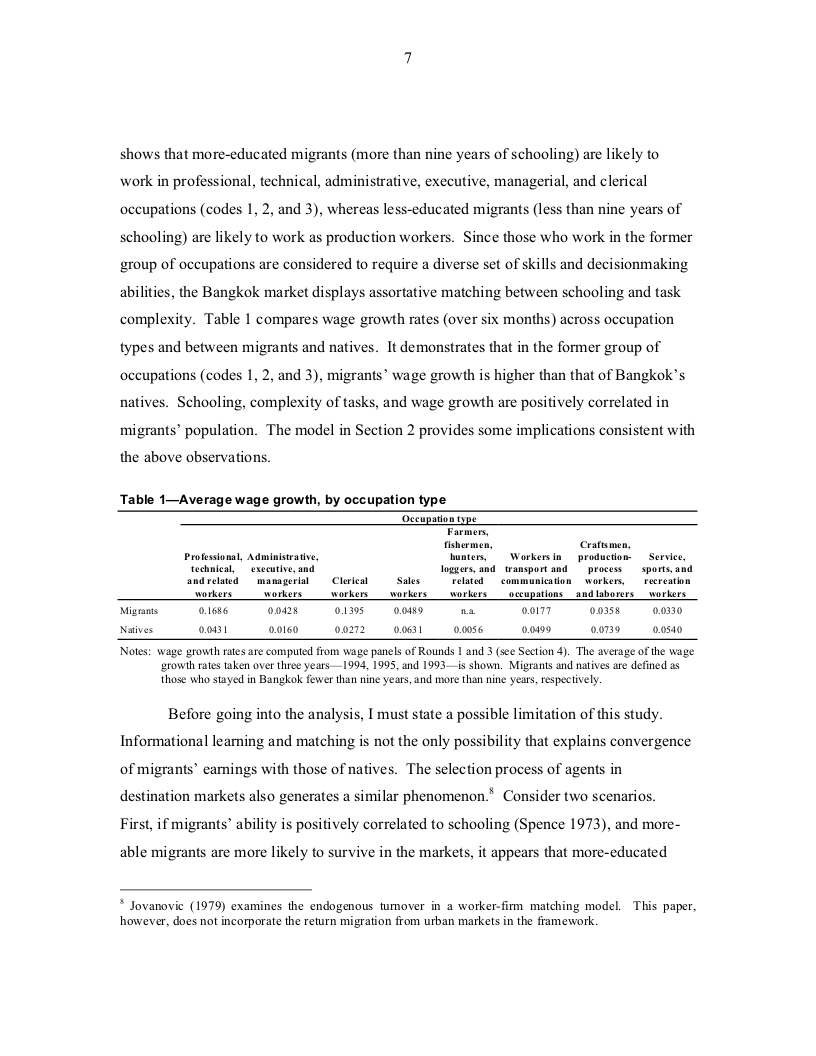 7
shows that more-educated migrants (more than nine years of schooling) are likely to
work in professional, technical, administrative, executive, managerial, and clerical
occupations (codes 1, 2, and 3), whereas less-educated migrants (less than nine years of
schooling) are likely to work as production workers.  Since those who work in the former
group of occupations are considered to require a diverse set of skills and decisionmaking
abilities, the Bangkok market displays assortative matching between schooling and task
complexity.  Table 1 compares wage growth rates (over six months) across occupation
types and between migrants and natives.  It demonstrates that in the former group of
occupations (codes 1, 2, and 3), migrants’ wage growth is higher than that of Bangkok’s
natives.  Schooling, complexity of tasks, and wage growth are positively correlated in
migrants’ population.  The model in Section 2 provides some implications consistent with
the above observations.
Table 1—Average wage growth, by occupation type
Occupation type
Farmers,
fishermen, Craftsmen,
Professional, Administrative, hunters, Workers in production- Service,
technical, executive, and loggers, and transport and process sports, and
and related managerial Clerical Sales related communication workers, recreation
workers workers workers workers workers occupations and laborers workers
Migrants 0.1686 0.0428 0.1395 0.0489 n.a. 0.0177 0.0358 0.0330
Natives 0.0431 0.0160 0.0272 0.0631 0.0056 0.0499 0.0739 0.0540
Notes:  wage growth rates are computed from wage panels of Rounds 1 and 3 (see Section 4).  The average of the wage
growth rates taken over three years—1994, 1995, and 1993—is shown.  Migrants and natives are defined as
those who stayed in Bangkok fewer than nine years, and more than nine years, respectively.
Before going into the analysis, I must state a possible limitation of this study.
Informational learning and matching is not the only possibility that explains convergence
of migrants’ earnings with those of natives.  The selection process of agents in
destination markets also generates a similar phenomenon.8  Consider two scenarios.
First, if migrants’ ability is positively correlated to schooling (Spence 1973), and more-
able migrants are more likely to survive in the markets, it appears that more-educated
8 Jovanovic (1979) examines the endogenous turnover in a worker-firm matching model.  This paper,
however, does not incorporate the return migration from urban markets in the framework.